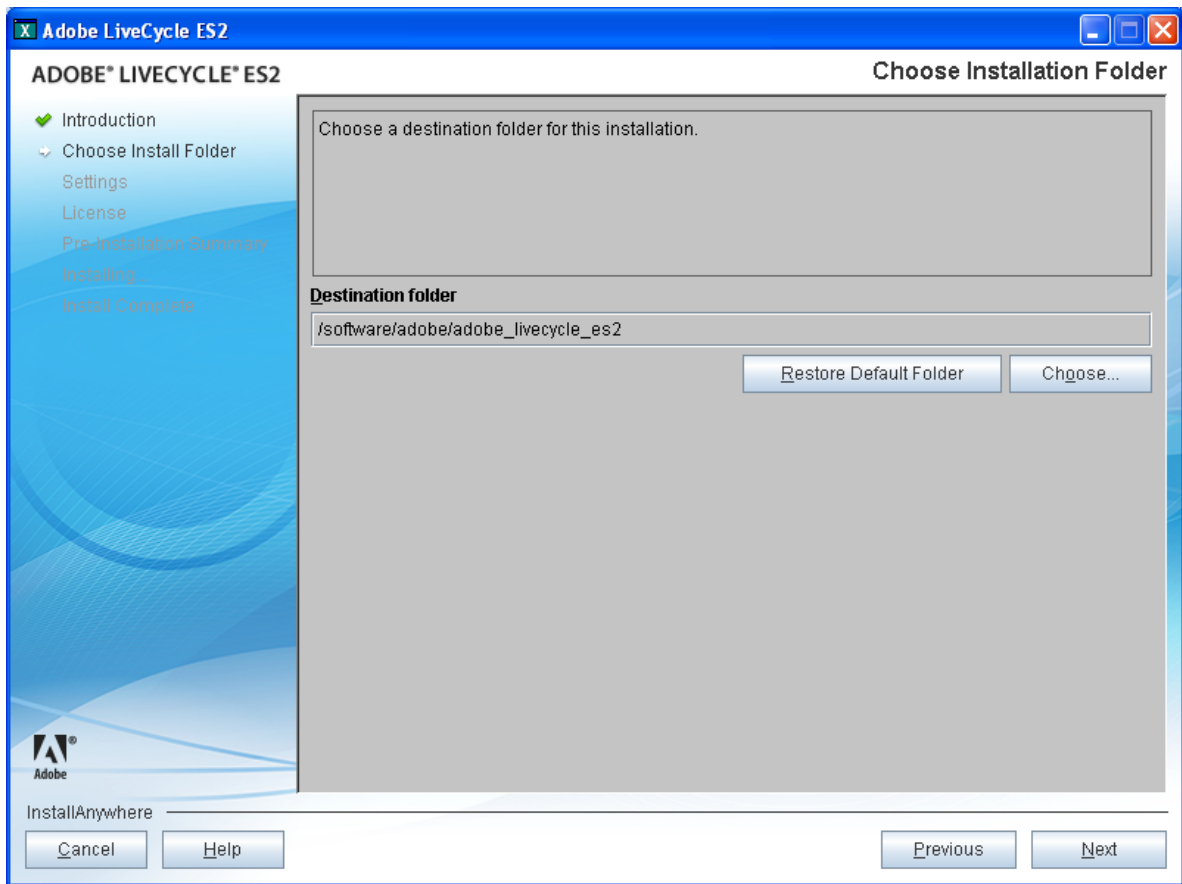 Adobe LiveCycle ES2
ADOBE® LIVECYCLE® ES2
Choose Installation Folder
Introduction
Choose Install Folder
Settings
License
Pre-Installation Summary
Installing...
Install Complete
Choose a destination folder for this installation.
Destination folder
/software/adobe/adobe_livecycle_es2
Restore Default Folder
Choose...
Adobe
InstallAnywhere
Cancel
Help
Previous
Next